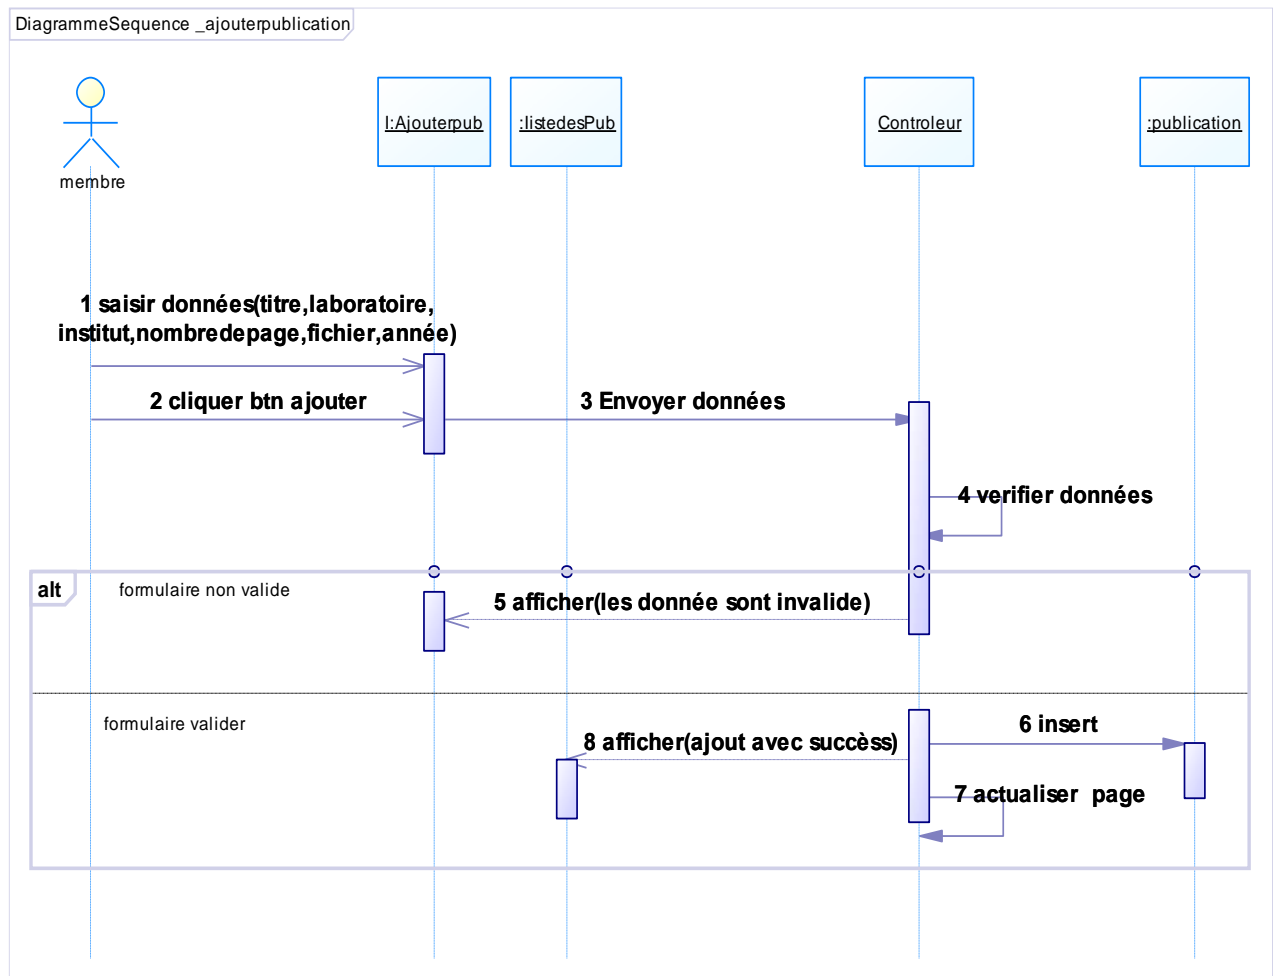 DiagrammeSequence _ajouterpublication
membre
I:Ajouterpub
:listedesPub
Controleur
:publication
1 saisir données(titre,laboratoire,
institut,nombredepage,fichier,année)
2 cliquer btn ajouter
3 Envoyer données
4 verifier données
alt
formulaire non valide
5 afficher(les donnée sont invalide)
formulaire valider
6 insert
8 afficher(ajout avec succèss)
7 actualiser page